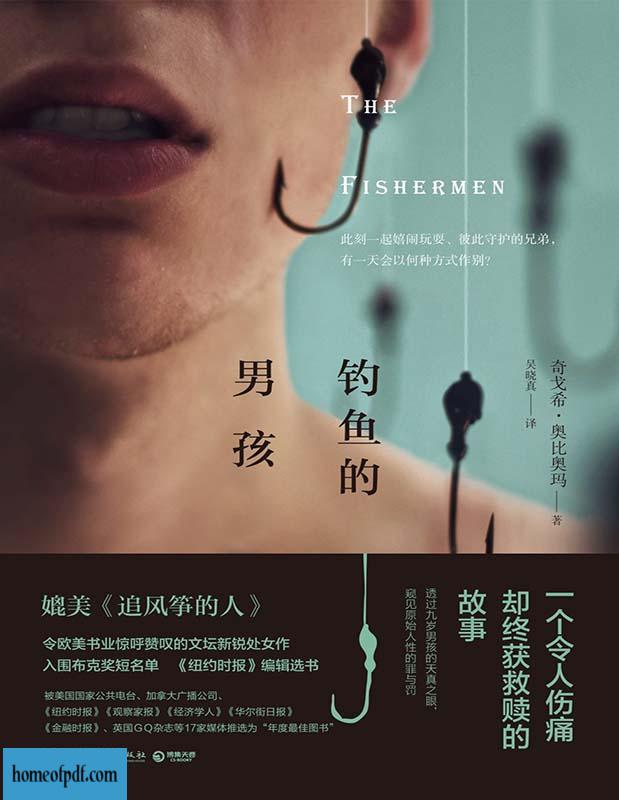 THE
FISHERMEN
此刻一起嬉闹玩耍、彼此守护的兄弟，
有一天会以何种方式作别？
钓鱼的
男孩
奇戈希·奥比奥玛——著
吴晓真——译
一个令人伤痛
却终获救赎的
故事
透过九岁男孩的天真之眼，
窥见原始人性的罪与罚
媲美《追风筝的人》
令欧美书业惊呼赞叹的文坛新锐处女作
入围布克奖短名单 《纽约时报》编辑选书
被美国国家公共电台、加拿大广播公司、
《纽约时报》《观察家报》《经济学人》《华尔街日报》
《金融时报》、英国GQ杂志等17家媒体推选为“年度最佳图书”
出版社
博集天卷
CS-BOOKY
homeofpdf.com